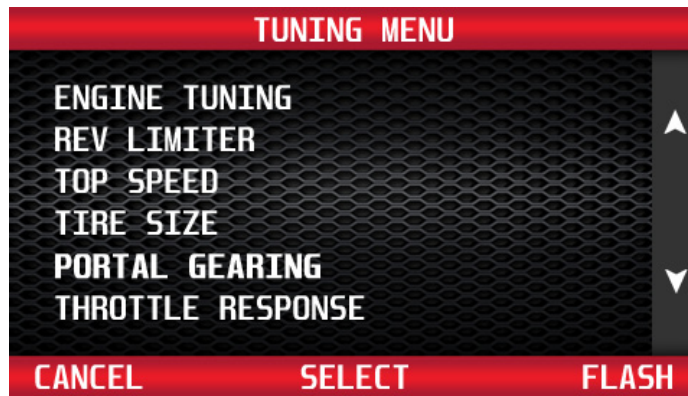 TUNING MENU
ENGINE TUNING
REV LIMITER
TOP SPEED
TIRE SIZE
PORTAL GEARING
THROTTLE RESPONSE
CANCEL SELECT FLASH